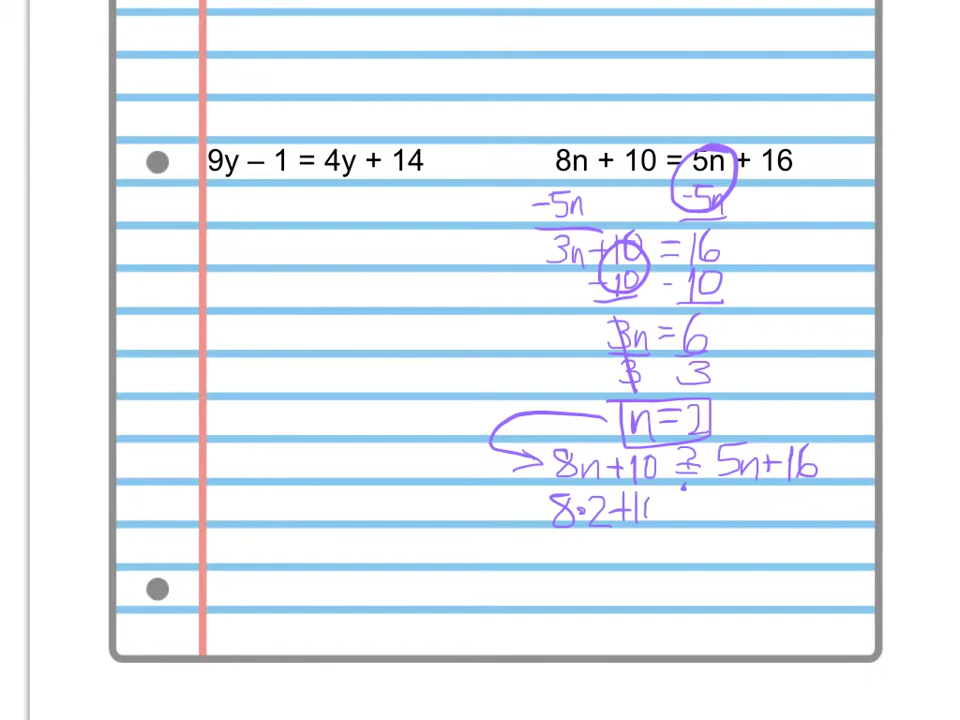 9y – 1 = 4y + 14
8n + 10 = 5n + 16
-5n -5n
3n+10 = 16
-10 -10
3n = 6
3 3
n=2
8n+10 ≟ 5n+16
8·2+10